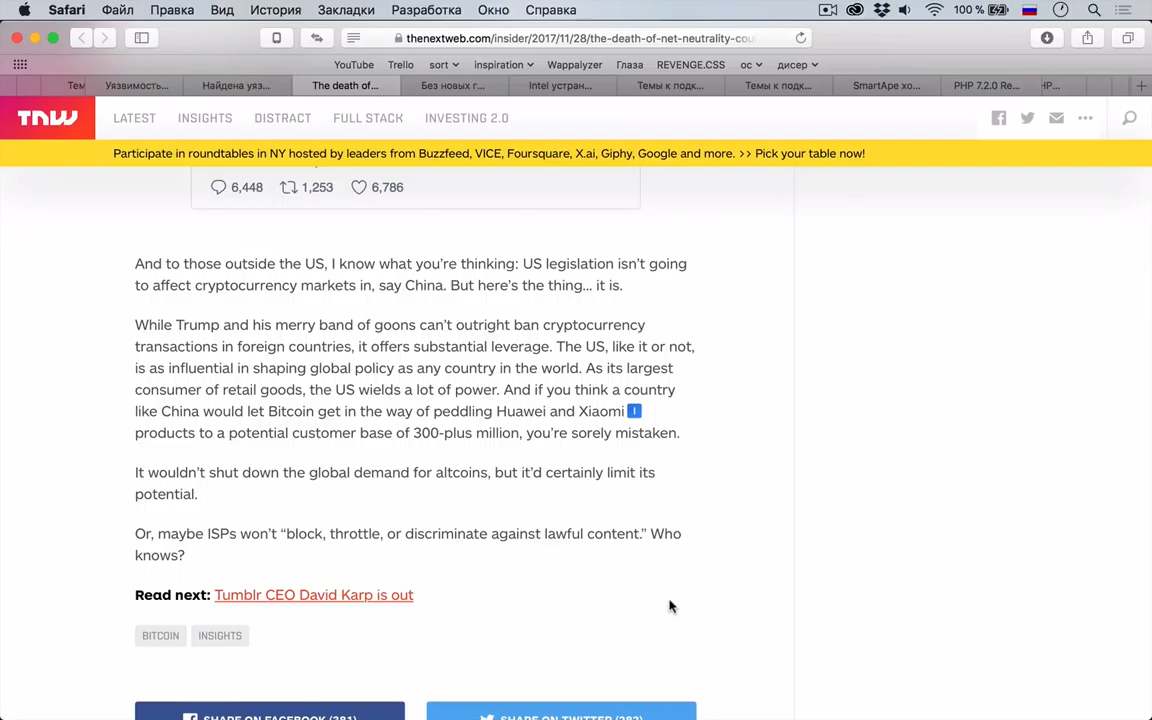 Safari Файл Правка Вид История Закладки Разработка Окно Справка 100 %
thenextweb.com/insider/2017/11/28/the-death-of-net-neutrality-cou…
YouTube Trello sort inspiration Wappalyzer Глаза REVENGE.CSS ос дисер
Тем Уязвимость… Найдена уяз… The death of… Без новых г… Intel устран… Темы к подк… Темы к подк… SmartApe хо… PHP 7.2.0 Re…
TNW LATEST INSIGHTS DISTRACT FULL STACK INVESTING 2.0
Participate in roundtables in NY hosted by leaders from Buzzfeed, VICE, Foursquare, X.ai, Giphy, Google and more. >> Pick your table now!
6,448 1,253 6,786
And to those outside the US, I know what you’re thinking: US legislation isn’t going
to affect cryptocurrency markets in, say China. But here’s the thing… it is.
While Trump and his merry band of goons can’t outright ban cryptocurrency
transactions in foreign countries, it offers substantial leverage. The US, like it or not,
is as influential in shaping global policy as any country in the world. As its largest
consumer of retail goods, the US wields a lot of power. And if you think a country
like China would let Bitcoin get in the way of peddling Huawei and Xiaomi
products to a potential customer base of 300-plus million, you’re sorely mistaken.
It wouldn’t shut down the global demand for altcoins, but it’d certainly limit its
potential.
Or, maybe ISPs won’t “block, throttle, or discriminate against lawful content.” Who
knows?
Read next: Tumblr CEO David Karp is out
BITCOIN INSIGHTS
SHARE ON FACEBOOK (381) SHARE ON TWITTER (282)